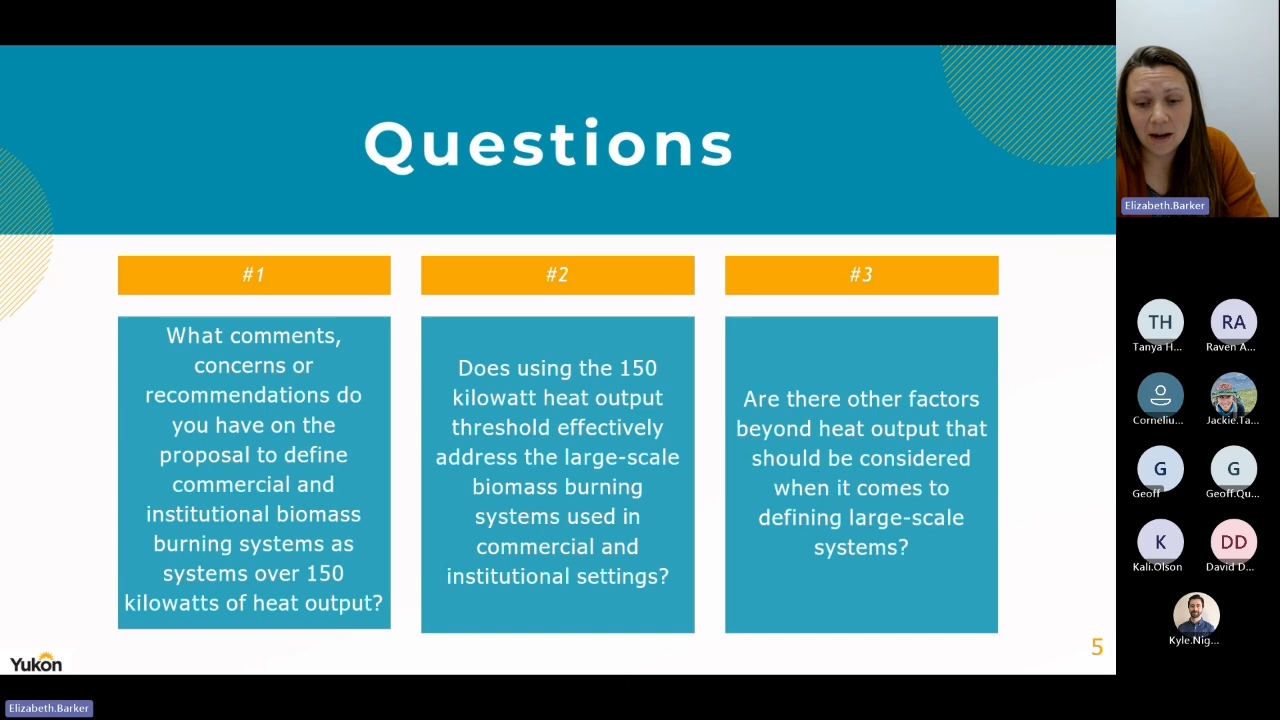 Questions
#1
What comments,
concerns or
recommendations do
you have on the
proposal to define
commercial and
institutional biomass
burning systems as
systems over 150
kilowatts of heat output?
#2
Does using the 150
kilowatt heat output
threshold effectively
address the large-scale
biomass burning
systems used in
commercial and
institutional settings?
#3
Are there other factors
beyond heat output that
should be considered
when it comes to
defining large-scale
systems?
5
Yukon
Elizabeth.Barker
Elizabeth.Barker
TH
RA
Tanya H...
Raven A...
Corneliu...
Jackie.Ta...
G
G
Geoff
Geoff.Qu...
K
DD
Kali.Olson
David D...
Kyle.Nig...